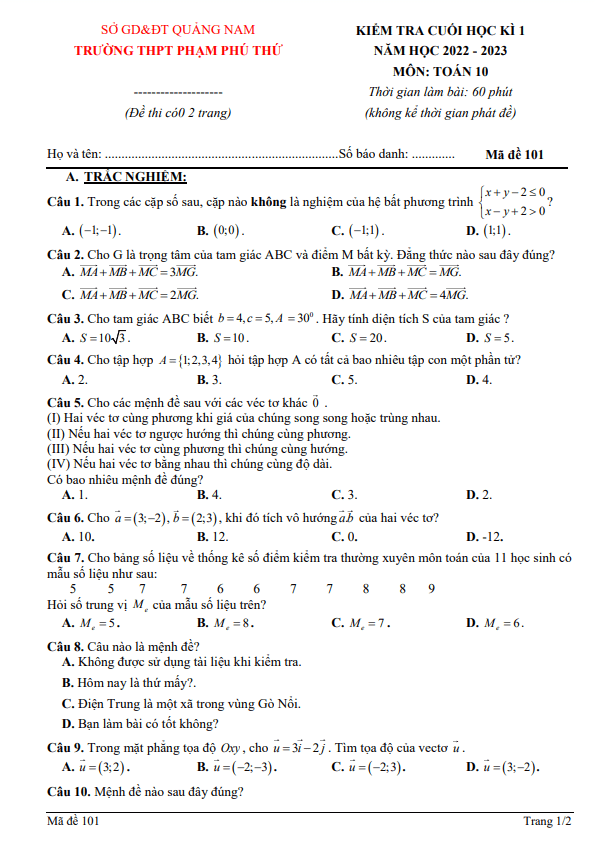 SỞ GD&ĐT QUẢNG NAM
TRƯỜNG THPT PHẠM PHÚ THỨ
--------------------
(Đề thi có0 2 trang)
KIỂM TRA CUỐI HỌC KÌ 1
NĂM HỌC 2022 - 2023
MÔN: TOÁN 10
Thời gian làm bài: 60 phút
(không kể thời gian phát đề)
Họ và tên: ............................................................................Số báo danh: ............. Mã đề 101
A. TRẮC NGHIỆM:
Câu 1. Trong các cặp số sau, cặp nào không là nghiệm của hệ bất phương trình {x + y − 2 ≤ 0; x − y + 2 > 0 ?
A. (−1;−1). B. (0;0). C. (−1;1). D. (1;1).
Câu 2. Cho G là trọng tâm của tam giác ABC và điểm M bất kỳ. Đẳng thức nào sau đây đúng?
A. $\overrightarrow{MA}+\overrightarrow{MB}+\overrightarrow{MC}=3\overrightarrow{MG}$. B. $\overrightarrow{MA}+\overrightarrow{MB}+\overrightarrow{MC}=\overrightarrow{MG}$.
C. $\overrightarrow{MA}+\overrightarrow{MB}+\overrightarrow{MC}=2\overrightarrow{MG}$. D. $\overrightarrow{MA}+\overrightarrow{MB}+\overrightarrow{MC}=4\overrightarrow{MG}$.
Câu 3. Cho tam giác ABC biết b = 4, c = 5, A = 30⁰. Hãy tính diện tích S của tam giác ?
A. S = 10√3. B. S = 10. C. S = 20. D. S = 5.
Câu 4. Cho tập hợp A = {1;2,3,4} hỏi tập hợp A có tất cả bao nhiêu tập con một phần tử?
A. 2. B. 3. C. 5. D. 4.
Câu 5. Cho các mệnh đề sau với các véc tơ khác $\vec{0}$ .
(I) Hai véc tơ cùng phương khi giá của chúng song song hoặc trùng nhau.
(II) Nếu hai véc tơ ngược hướng thì chúng cùng phương.
(III) Nếu hai véc tơ cùng phương thì chúng cùng hướng.
(IV) Nếu hai véc tơ bằng nhau thì chúng cùng độ dài.
Có bao nhiêu mệnh đề đúng?
A. 1. B. 4. C. 3. D. 2.
Câu 6. Cho $\vec{a}=(3;−2), \vec{b}=(2;3)$, khi đó tích vô hướng $\vec{a}.\vec{b}$ của hai véc tơ?
A. 10. B. 12. C. 0. D. -12.
Câu 7. Cho bảng số liệu về thống kê số điểm kiểm tra thường xuyên môn toán của 11 học sinh có
mẫu số liệu như sau:
5 5 7 7 6 6 7 7 8 8 9
Hỏi số trung vị $M_e$ của mẫu số liệu trên?
A. $M_e$ = 5. B. $M_e$ = 8. C. $M_e$ = 7. D. $M_e$ = 6.
Câu 8. Câu nào là mệnh đề?
A. Không được sử dụng tài liệu khi kiểm tra.
B. Hôm nay là thứ mấy?.
C. Điện Trung là một xã trong vùng Gò Nổi.
D. Bạn làm bài có tốt không?
Câu 9. Trong mặt phẳng tọa độ Oxy, cho $\vec{u}=3\vec{i}−2\vec{j}$. Tìm tọa độ của vectơ $\vec{u}$.
A. $\vec{u}=(3;2)$. B. $\vec{u}=(−2;−3)$. C. $\vec{u}=(−2;3)$. D. $\vec{u}=(3;−2)$.
Câu 10. Mệnh đề nào sau đây đúng?
Mã đề 101 Trang 1/2